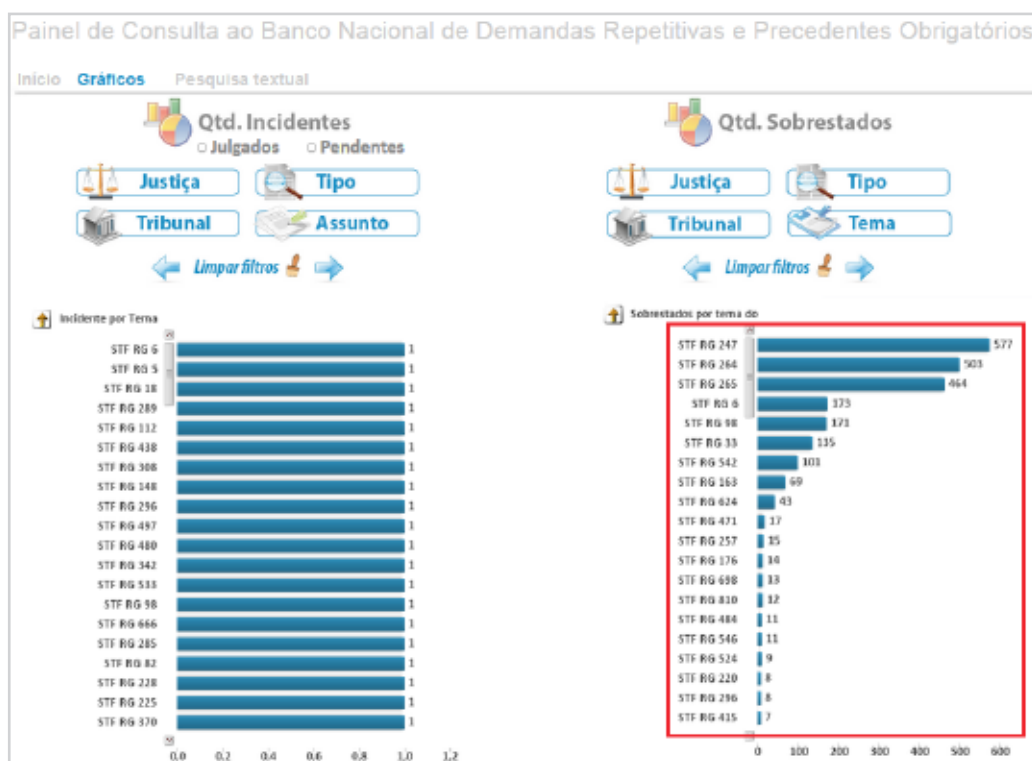 Painel de Consulta ao Banco Nacional de Demandas Repetitivas e Precedentes Obrigatórios
Início Gráficos Pesquisa textual
Qtd. Incidentes
Julgados Pendentes
Justiça Tipo
Tribunal Assunto
Limpar filtros
Incidente por Tema
STF RG 6 1
STF RG 5 1
STF RG 18 1
STF RG 289 1
STF RG 112 1
STF RG 438 1
STF RG 308 1
STF RG 148 1
STF RG 296 1
STF RG 497 1
STF RG 480 1
STF RG 342 1
STF RG 533 1
STF RG 98 1
STF RG 666 1
STF RG 285 1
STF RG 82 1
STF RG 228 1
STF RG 225 1
STF RG 370 1
0,0 0,2 0,4 0,6 0,8 1,0 1,2
Qtd. Sobrestados
Justiça Tipo
Tribunal Tema
Limpar filtros
Sobrestados por tema do
STF RG 247 577
STF RG 264 503
STF RG 265 464
STF RG 6 173
STF RG 98 171
STF RG 33 135
STF RG 542 101
STF RG 163 69
STF RG 624 43
STF RG 471 17
STF RG 257 15
STF RG 176 14
STF RG 698 13
STF RG 810 12
STF RG 484 11
STF RG 546 11
STF RG 524 9
STF RG 220 8
STF RG 296 8
STF RG 415 7
0 100 200 300 400 500 600